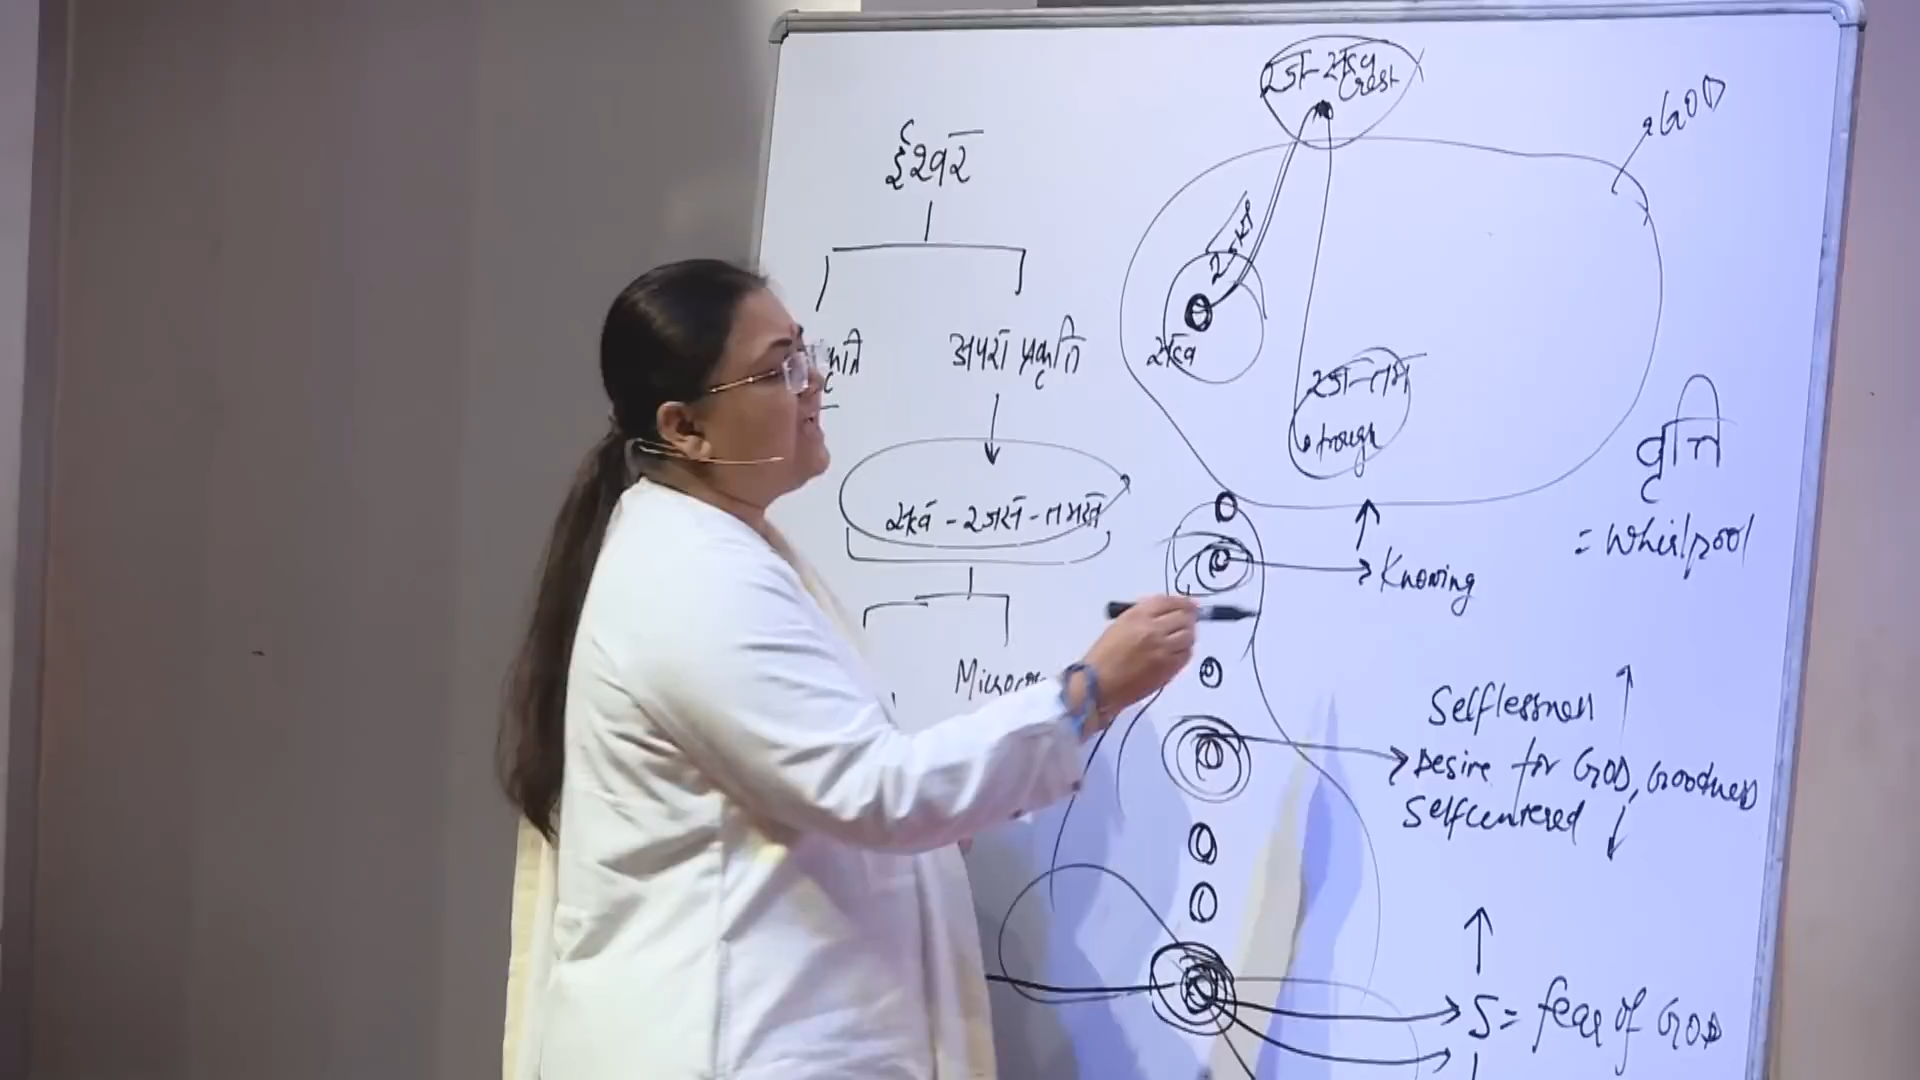 ईश्वर
अपरा प्रकृति
सत्व - रजस - तमस
रज-सत्व
Crest
GOD
सत्व
रज-तम
trough
वृत्ति
= Whirlpool
Knowing
Selflessness
Desire for GOD, Goodness
Selfcentered
S = fear of GOD